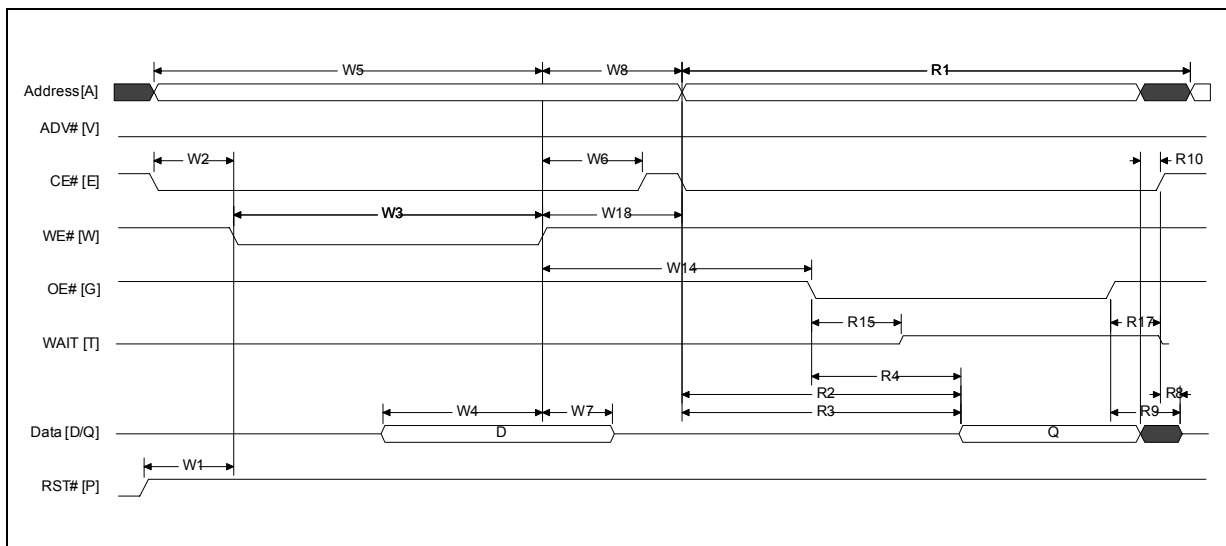 W5 W8 R1
Address [A]
ADV# [V]
W2 W6 R10
CE# [E]
W3 W18
WE# [W]
W14
OE# [G]
R15 R17
WAIT [T]
R4
R2 R8
R3 R9
W4 W7
Data [D/Q] D Q
W1
RST# [P]